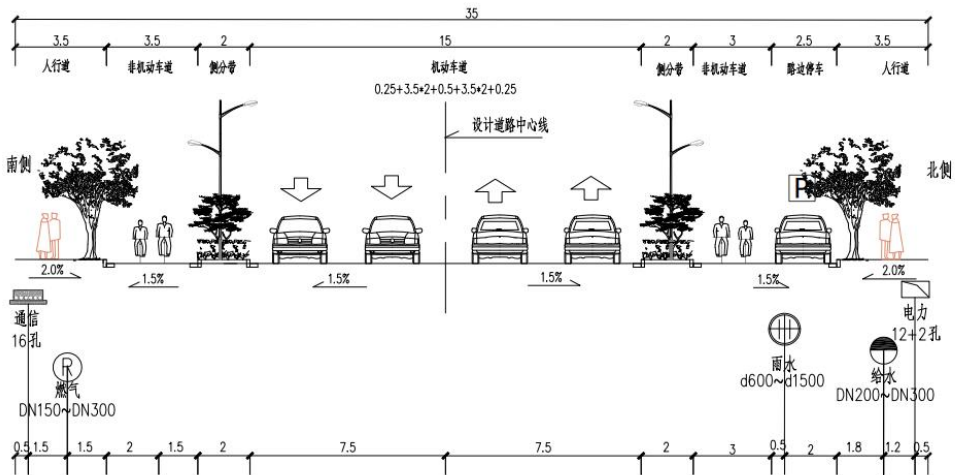 35
3.5 3.5 2 15 2 3 2.5 3.5
人行道 非机动车道 侧分带 机动车道 侧分带 非机动车道 路边停车 人行道
0.25+3.5*2+0.5+3.5*2+0.25
设计道路中心线
南侧 北侧
P
2.0% 1.5% 1.5% 1.5% 1.5% 2.0%
通信
16孔
电力
12+2孔
R
燃气
DN150~DN300
雨水
d600~d1500
给水
DN200~DN300
0.5 1.5 1.5 2 1.5 2 7.5 7.5 2 3 0.5 2 1.8 1.2 0.5